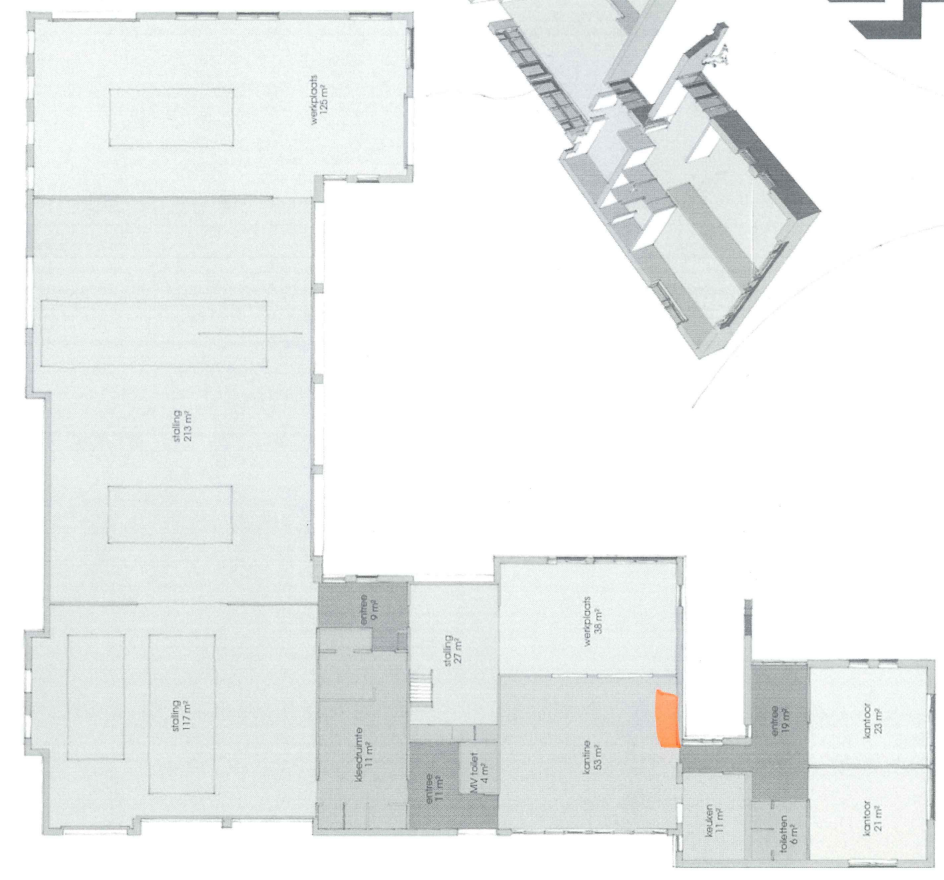 werkplaats
125 m²
stalling
213 m²
stalling
117 m²
entree
9 m²
kleedruimte
11 m²
stalling
27 m²
entree
11 m²
MV toilet
4 m²
werkplaats
38 m²
kantine
53 m²
keuken
11 m²
entree
19 m²
toiletten
6 m²
kantoor
23 m²
kantoor
21 m²